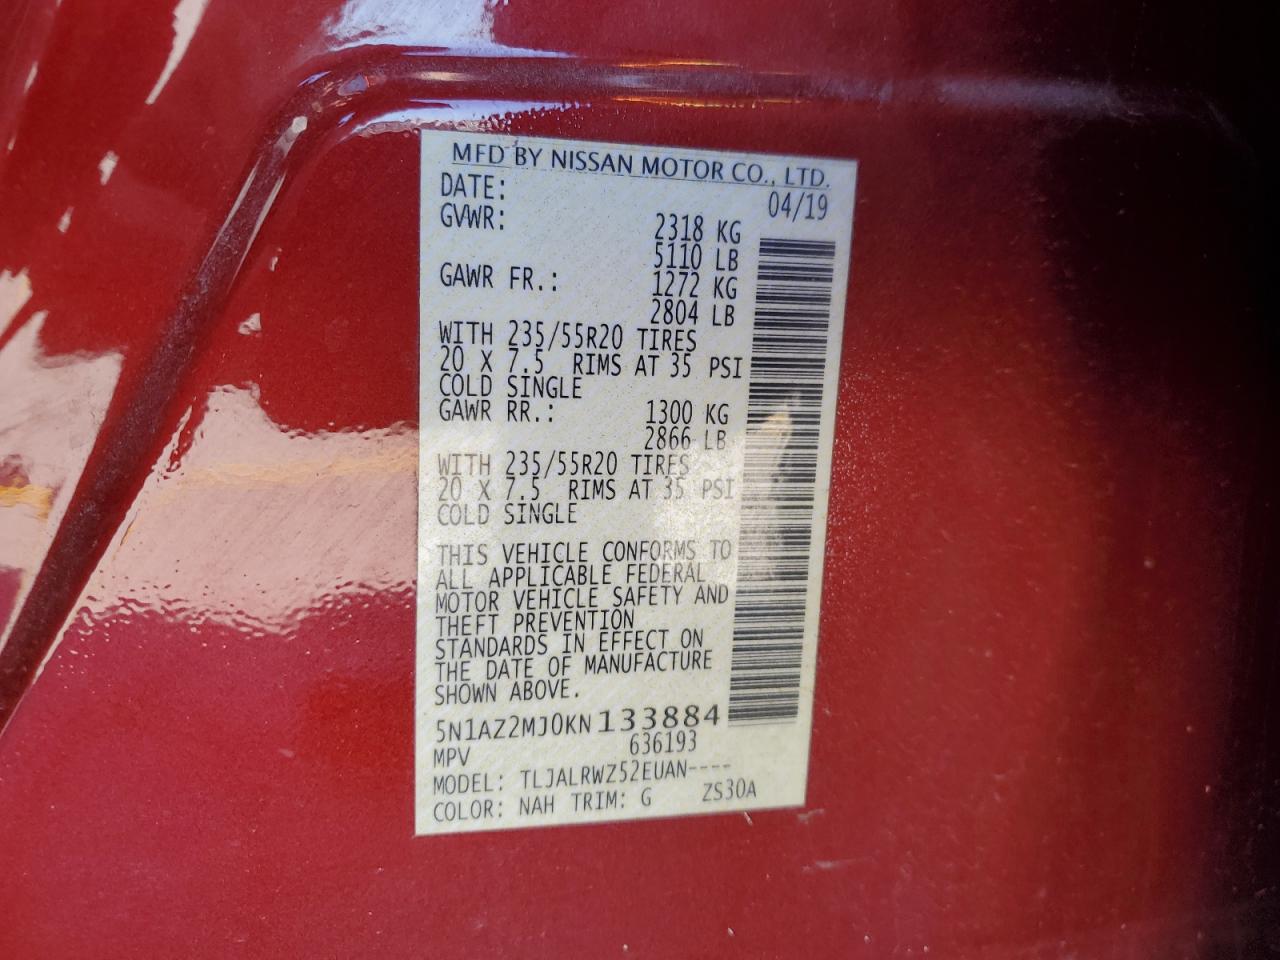 MFD BY NISSAN MOTOR CO., LTD.
DATE: 04/19
GVWR: 2318 KG
5110 LB
GAWR FR.: 1272 KG
2804 LB
WITH 235/55R20 TIRES
20 X 7.5 RIMS AT 35 PSI
COLD SINGLE
GAWR RR.: 1300 KG
2866 LB
WITH 235/55R20 TIRES
20 X 7.5 RIMS AT 35 PSI
COLD SINGLE
THIS VEHICLE CONFORMS TO
ALL APPLICABLE FEDERAL
MOTOR VEHICLE SAFETY AND
THEFT PREVENTION
STANDARDS IN EFFECT ON
THE DATE OF MANUFACTURE
SHOWN ABOVE.
5N1AZ2MJ0KN133884
MPV 636193
MODEL: TLJALRWZ52EUAN----
COLOR: NAH TRIM: G ZS30A